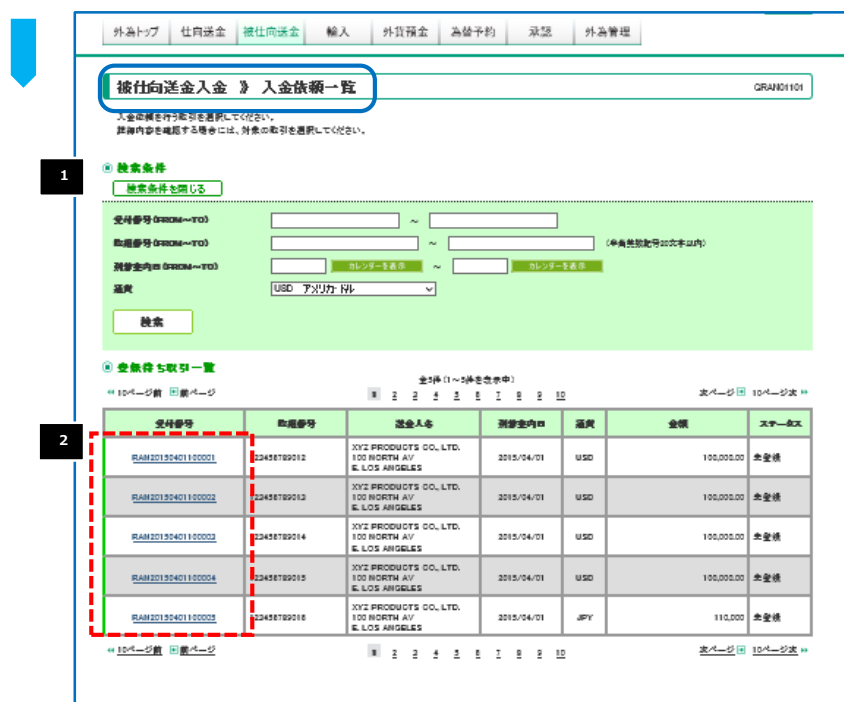 外為トップ 仕向送金 被仕向送金 輸入 外貨預金 為替予約 承認 外為管理
被仕向送金入金 》 入金依頼一覧 QRAN01101
入金依頼を行う取引を選択してください。
詳細内容を確認する場合には、対象の取引を選択してください。
1
検索条件
検索条件を閉じる
受付番号(FROM～TO) ～
取組番号(FROM～TO) ～ (半角英数記号20文字以内)
到着案内日(FROM～TO) カレンダーを表示 ～ カレンダーを表示
通貨 USD アメリカ・ドル
検索
登録待ち取引一覧
全5件(1～5件を表示中)
10ページ前 前ページ 1 2 3 4 5 6 7 8 9 10 次ページ 10ページ次
2
受付番号 取組番号 送金人名 到着案内日 通貨 金額 ステータス
XYZ PRODUCTS CO., LTD.
RAN20150401100001 23456789012 100 NORTH AV 2015/04/01 USD 100,000.00 未登録
E. LOS ANGELES
XYZ PRODUCTS CO., LTD.
RAN20150401100002 23456789013 100 NORTH AV 2015/04/01 USD 100,000.00 未登録
E. LOS ANGELES
XYZ PRODUCTS CO., LTD.
RAN20150401100003 23456789014 100 NORTH AV 2015/04/01 USD 100,000.00 未登録
E. LOS ANGELES
XYZ PRODUCTS CO., LTD.
RAN20150401100004 23456789015 100 NORTH AV 2015/04/01 USD 100,000.00 未登録
E. LOS ANGELES
XYZ PRODUCTS CO., LTD.
RAN20150401100005 23456789016 100 NORTH AV 2015/04/01 JPY 110,000 未登録
E. LOS ANGELES
10ページ前 前ページ 1 2 3 4 5 6 7 8 9 10 次ページ 10ページ次